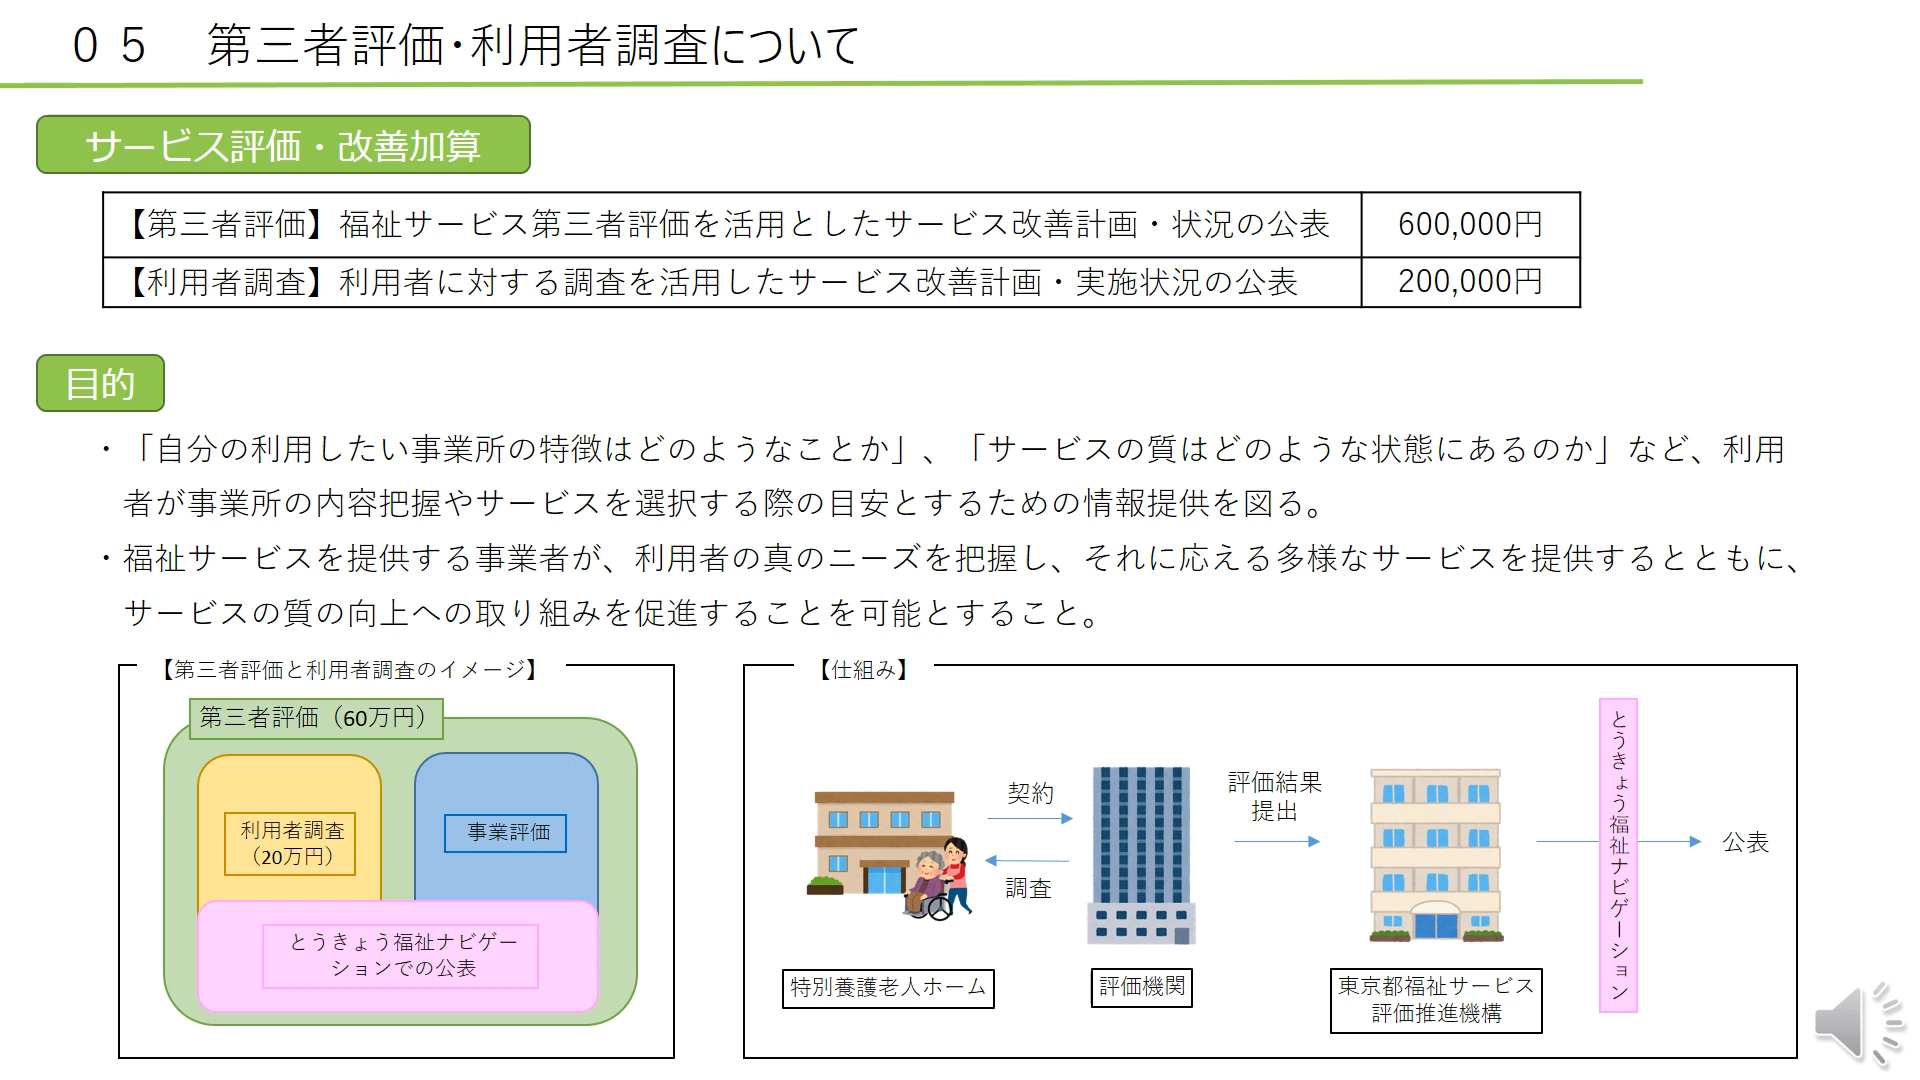 ０５　第三者評価･利用者調査について
サービス評価・改善加算
【第三者評価】福祉サービス第三者評価を活用としたサービス改善計画・状況の公表 600,000円
【利用者調査】利用者に対する調査を活用したサービス改善計画・実施状況の公表 200,000円
目的
・「自分の利用したい事業所の特徴はどのようなことか」、「サービスの質はどのような状態にあるのか」など、利用
者が事業所の内容把握やサービスを選択する際の目安とするための情報提供を図る。
・福祉サービスを提供する事業者が、利用者の真のニーズを把握し、それに応える多様なサービスを提供するとともに、
サービスの質の向上への取り組みを促進することを可能とすること。
【第三者評価と利用者調査のイメージ】
第三者評価（60万円）
利用者調査
（20万円）
事業評価
とうきょう福祉ナビゲー
ションでの公表
【仕組み】
契約
調査
評価結果
提出
とうきょう福祉ナビゲーション
公表
特別養護老人ホーム
評価機関
東京都福祉サービス
評価推進機構